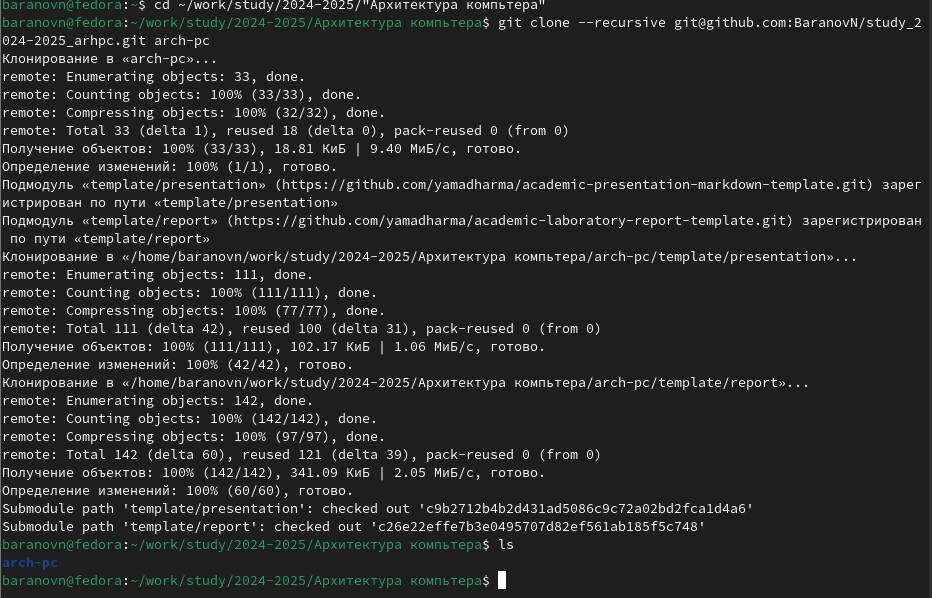 baranovn@fedora:~$ cd ~/work/study/2024-2025/"Архитектура компьтера"
baranovn@fedora:~/work/study/2024-2025/Архитектура компьтера$ git clone --recursive git@github.com:BaranovN/study_2
024-2025_arhpc.git arch-pc
Клонирование в «arch-pc»...
remote: Enumerating objects: 33, done.
remote: Counting objects: 100% (33/33), done.
remote: Compressing objects: 100% (32/32), done.
remote: Total 33 (delta 1), reused 18 (delta 0), pack-reused 0 (from 0)
Получение объектов: 100% (33/33), 18.81 КиБ | 9.40 МиБ/с, готово.
Определение изменений: 100% (1/1), готово.
Подмодуль «template/presentation» (https://github.com/yamadharma/academic-presentation-markdown-template.git) зарег
истрирован по пути «template/presentation»
Подмодуль «template/report» (https://github.com/yamadharma/academic-laboratory-report-template.git) зарегистрирован
 по пути «template/report»
Клонирование в «/home/baranovn/work/study/2024-2025/Архитектура компьтера/arch-pc/template/presentation»...
remote: Enumerating objects: 111, done.
remote: Counting objects: 100% (111/111), done.
remote: Compressing objects: 100% (77/77), done.
remote: Total 111 (delta 42), reused 100 (delta 31), pack-reused 0 (from 0)
Получение объектов: 100% (111/111), 102.17 КиБ | 1.06 МиБ/с, готово.
Определение изменений: 100% (42/42), готово.
Клонирование в «/home/baranovn/work/study/2024-2025/Архитектура компьтера/arch-pc/template/report»...
remote: Enumerating objects: 142, done.
remote: Counting objects: 100% (142/142), done.
remote: Compressing objects: 100% (97/97), done.
remote: Total 142 (delta 60), reused 121 (delta 39), pack-reused 0 (from 0)
Получение объектов: 100% (142/142), 341.09 КиБ | 2.05 МиБ/с, готово.
Определение изменений: 100% (60/60), готово.
Submodule path 'template/presentation': checked out 'c9b2712b4b2d431ad5086c9c72a02bd2fca1d4a6'
Submodule path 'template/report': checked out 'c26e22effe7b3e0495707d82ef561ab185f5c748'
baranovn@fedora:~/work/study/2024-2025/Архитектура компьтера$ ls
arch-pc
baranovn@fedora:~/work/study/2024-2025/Архитектура компьтера$